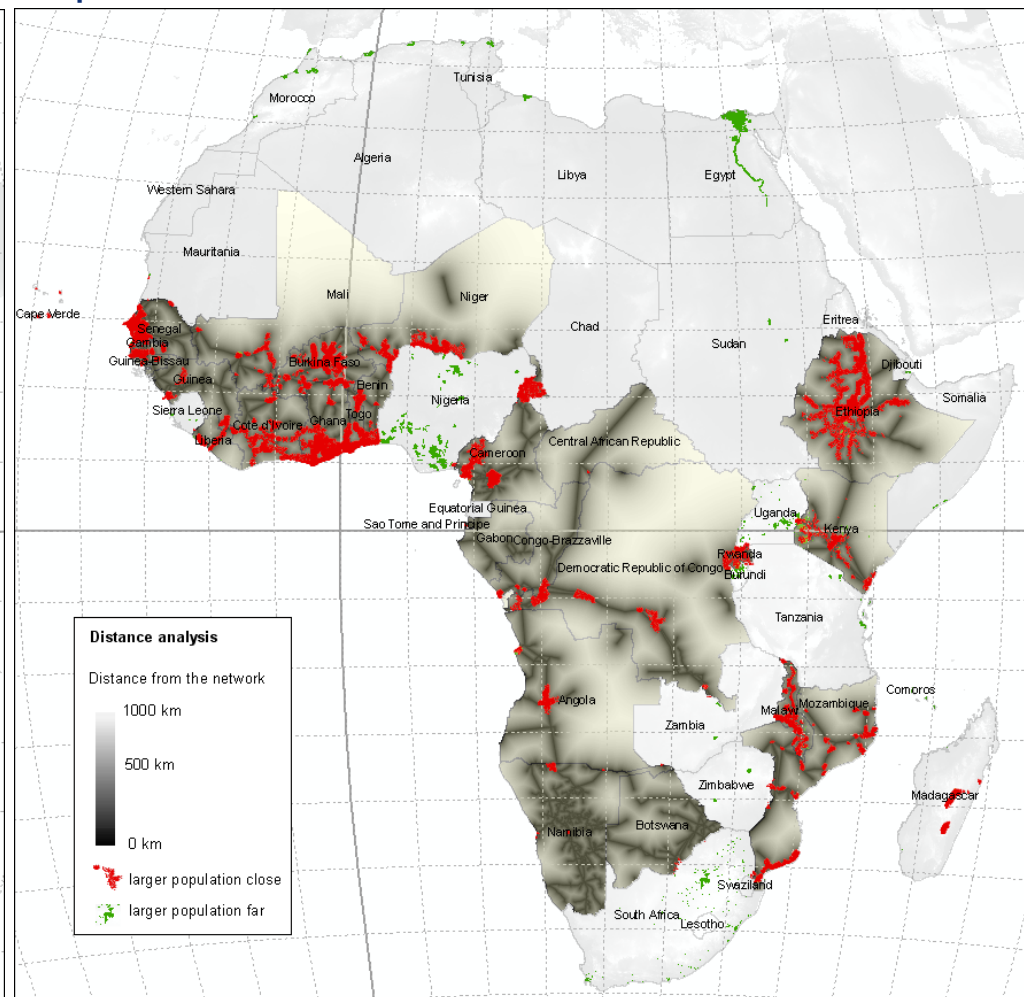 Tunisia
Morocco
Algeria
Libya
Egypt
Western Sahara
Mauritania
Mali
Niger
Cape Verde
Chad
Eritrea
Senegal
Sudan
Gambia
Guinea-Bissau
Burkina Faso
Djibouti
Guinea
Benin
Nigeria
Somalia
Sierra Leone
Togo
Ethiopia
Ghana
Cote d'Ivoire
Liberia
Central African Republic
Cameroon
Equatorial Guinea
Uganda
Sao Tome and Principe
Kenya
Gabon
Congo-Brazzaville
Rwanda
Democratic Republic of Congo
Burundi
Tanzania
Distance analysis
Distance from the network
1000 km
500 km
0 km
larger population close
larger population far
Comoros
Angola
Malawi
Mozambique
Zambia
Zimbabwe
Madagascar
Namibia
Botswana
Swaziland
South Africa
Lesotho